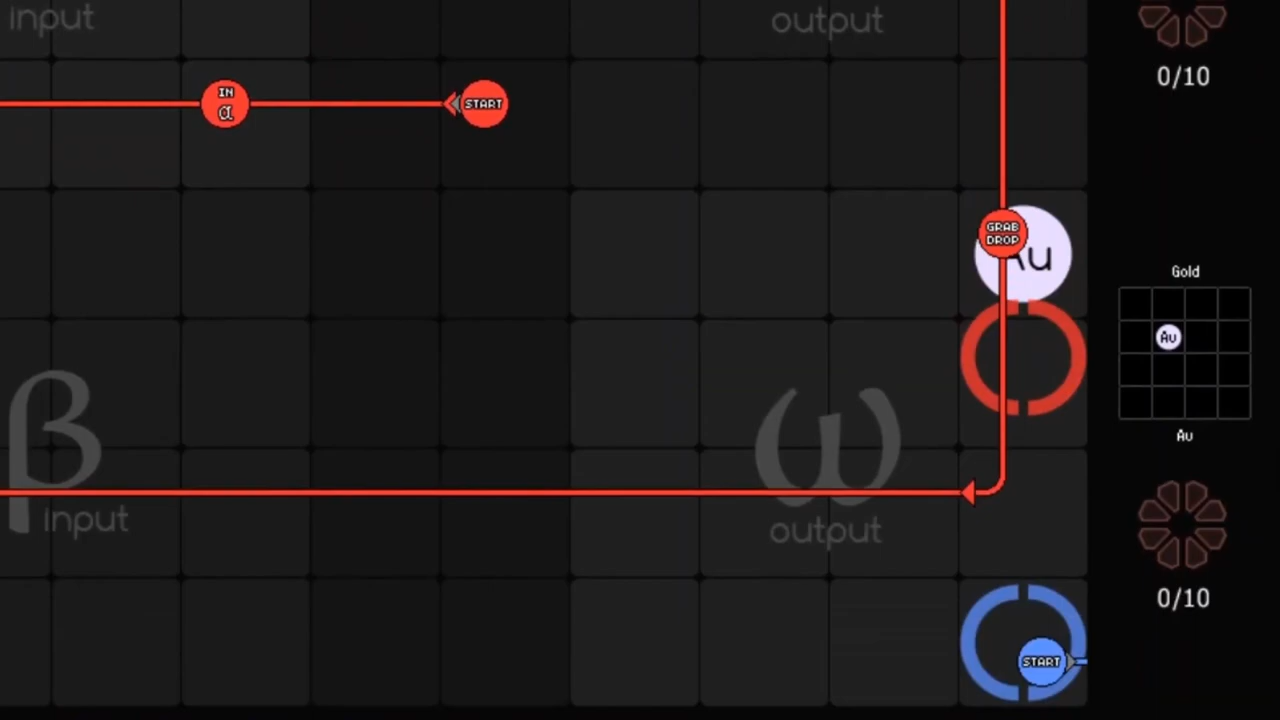 input
output
0/10
IN
α
START
GRAB
DROP
Au
Gold
Au
Au
β
input
ω
output
0/10
START